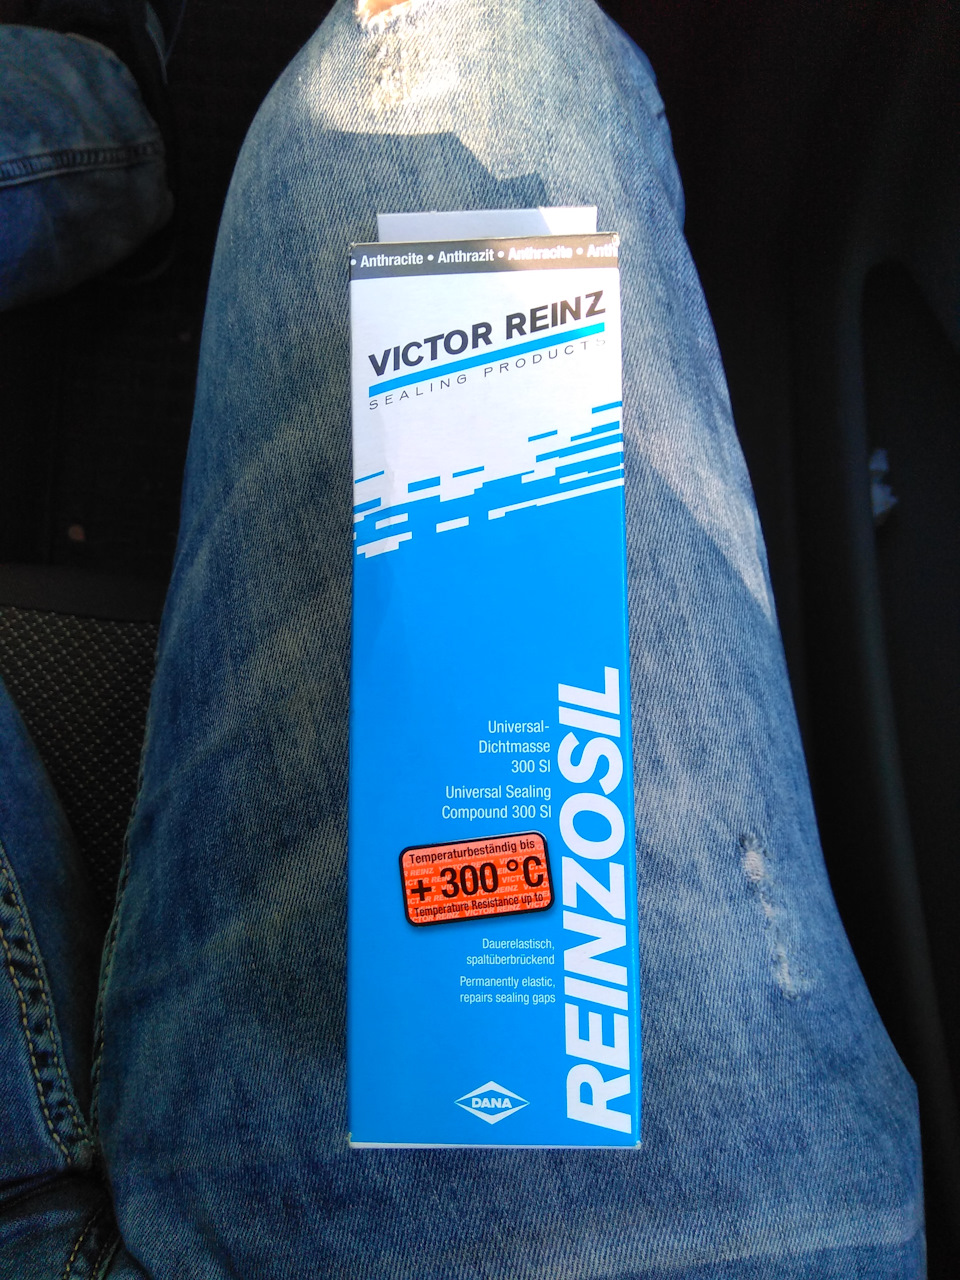 • Anthracite • Anthrazit • Anthracite • Anth
VICTOR REINZ
SEALING PRODUCTS
Universal-
Dichtmasse
300 SI
Universal Sealing
Compound 300 SI
REINZOSIL
Temperaturbeständig bis
+ 300 °C
Temperature Resistance up to
Dauerelastisch,
spaltüberbrückend
Permanently elastic,
repairs sealing gaps
DANA